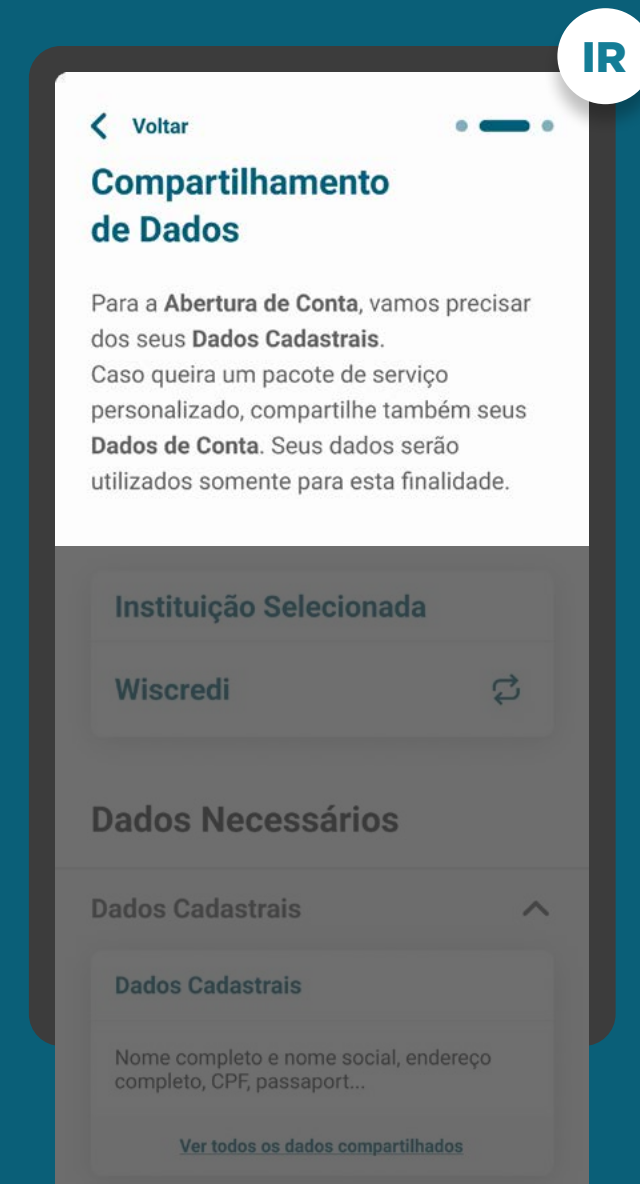 IR
Voltar
Compartilhamento
de Dados
Para a Abertura de Conta, vamos precisar
dos seus Dados Cadastrais.
Caso queira um pacote de serviço
personalizado, compartilhe também seus
Dados de Conta. Seus dados serão
utilizados somente para esta finalidade.
Instituição Selecionada
Wiscredi
Dados Necessários
Dados Cadastrais
Dados Cadastrais
Nome completo e nome social, endereço
completo, CPF, passaport...
Ver todos os dados compartilhados